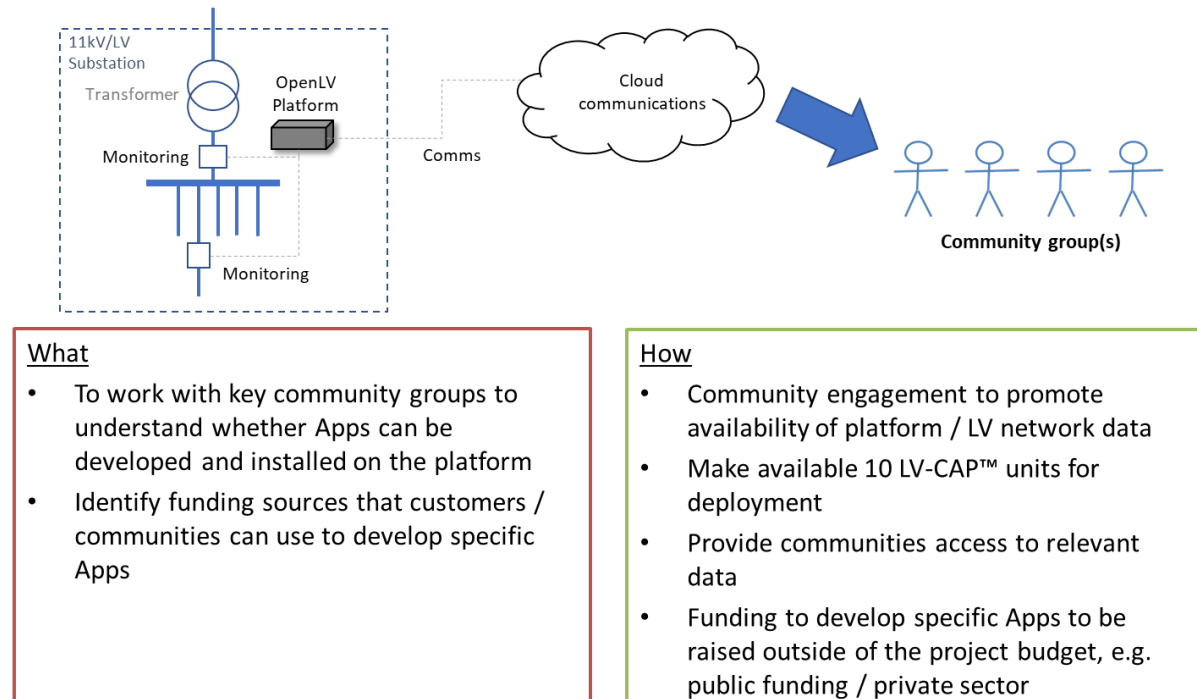 11kV/LV
Substation
Transformer
OpenLV
Platform
Monitoring
Monitoring
Comms
Cloud
communications
Community group(s)
What
• To work with key community groups to
understand whether Apps can be
developed and installed on the platform
• Identify funding sources that customers /
communities can use to develop specific
Apps
How
• Community engagement to promote
availability of platform / LV network data
• Make available 10 LV-CAP™ units for
deployment
• Provide communities access to relevant
data
• Funding to develop specific Apps to be
raised outside of the project budget, e.g.
public funding / private sector